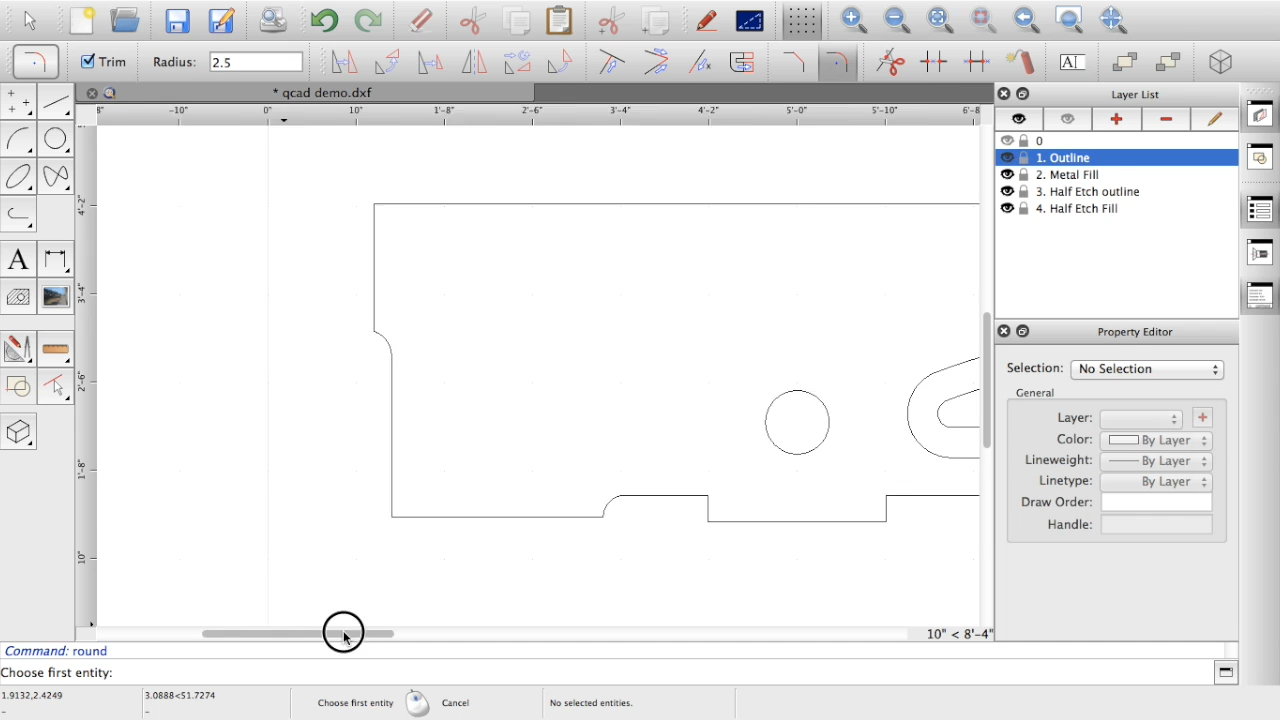 Trim
Radius:
2.5
* qcad demo.dxf
8"
-10"
0"
10"
1'-8"
2'-6"
3'-4"
4'-2"
5'-0"
5'-10"
6'-8
4'-2"
3'-4"
2'-6"
1'-8"
10"
A
A
10" < 8'-4"
Layer List
0
1. Outline
2. Metal Fill
3. Half Etch outline
4. Half Etch Fill
Property Editor
Selection:
No Selection
General
Layer:
Color:
By Layer
Lineweight:
By Layer
Linetype:
By Layer
Draw Order:
Handle:
Command: round
Choose first entity:
1.9132,2.4249
3.0888<51.7274
Choose first entity
Cancel
No selected entities.